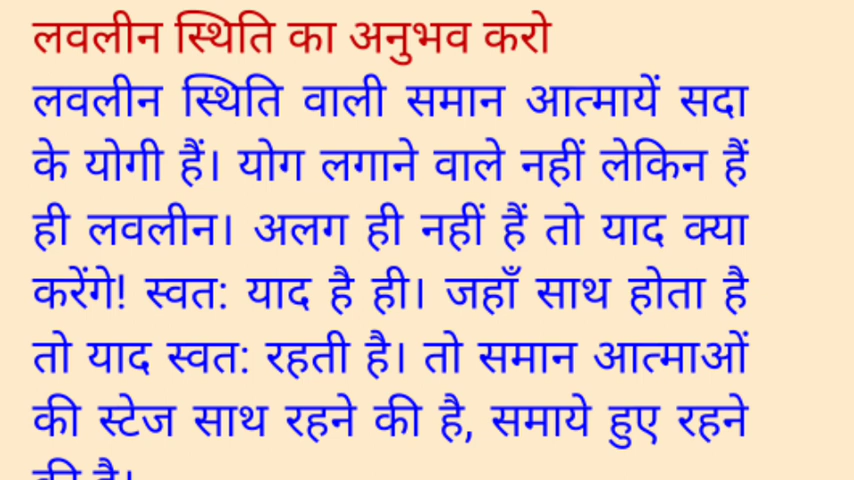 लवलीन स्थिति का अनुभव करो
लवलीन स्थिति वाली समान आत्मायें सदा
के योगी हैं। योग लगाने वाले नहीं लेकिन हैं
ही लवलीन। अलग ही नहीं हैं तो याद क्या
करेंगे! स्वत: याद है ही। जहाँ साथ होता है
तो याद स्वत: रहती है। तो समान आत्माओं
की स्टेज साथ रहने की है, समाये हुए रहने
की है।